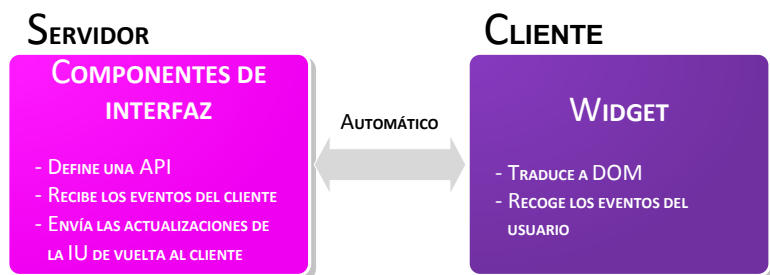 SERVIDOR
COMPONENTES DE
INTERFAZ
- DEFINE UNA API
- RECIBE LOS EVENTOS DEL CLIENTE
- ENVÍA LAS ACTUALIZACIONES DE
LA IU DE VUELTA AL CLIENTE
AUTOMÁTICO
CLIENTE
WIDGET
- TRADUCE A DOM
- RECOGE LOS EVENTOS DEL
USUARIO